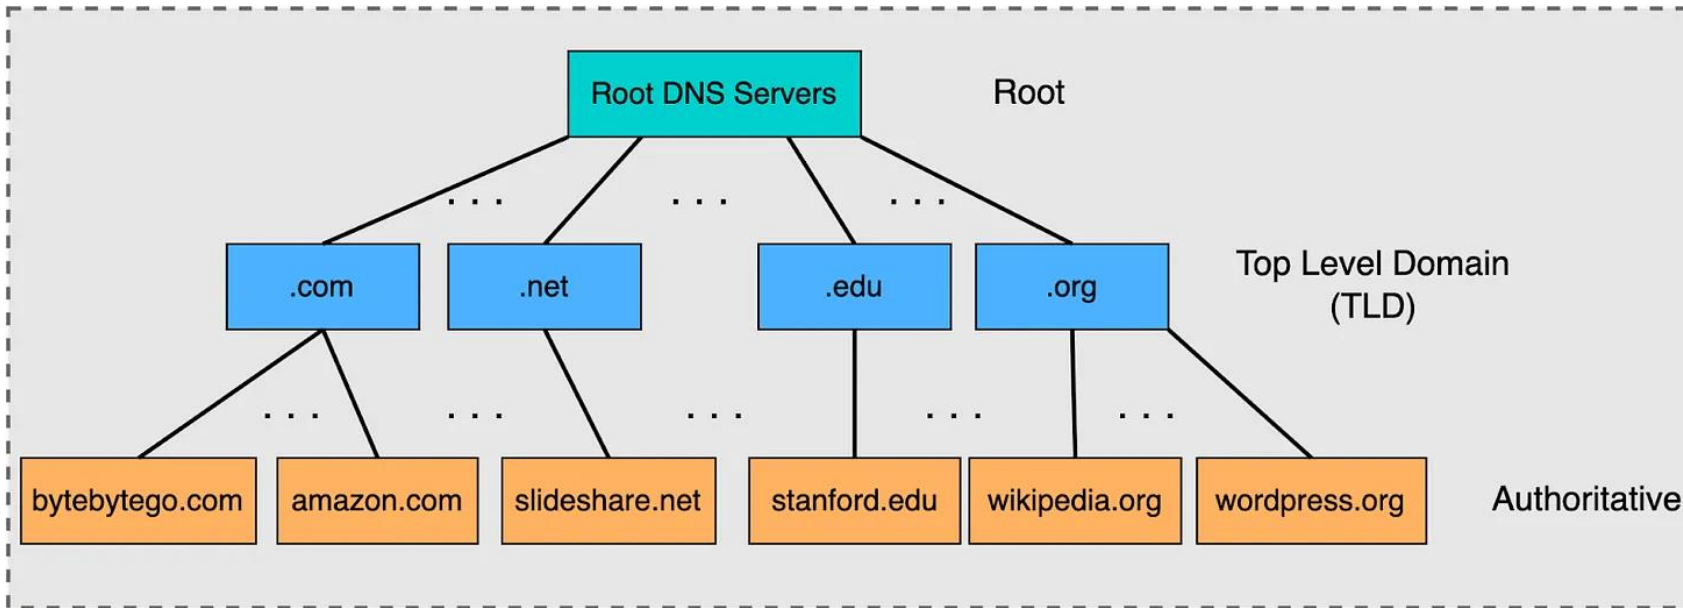 Root DNS Servers
Root
. . .
. . .
. . .
.com
.net
.edu
.org
Top Level Domain
(TLD)
. . .
. . .
. . .
. . .
. . .
bytebytego.com
amazon.com
slideshare.net
stanford.edu
wikipedia.org
wordpress.org
Authoritative